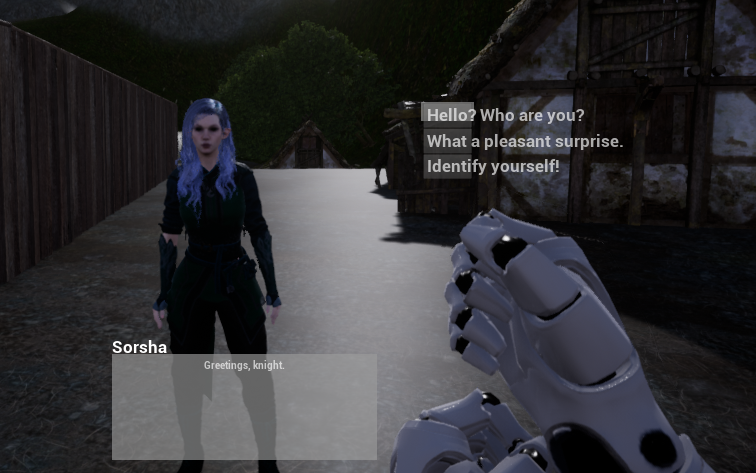 Hello? Who are you?
What a pleasant surprise.
Identify yourself!
Sorsha
Greetings, knight.